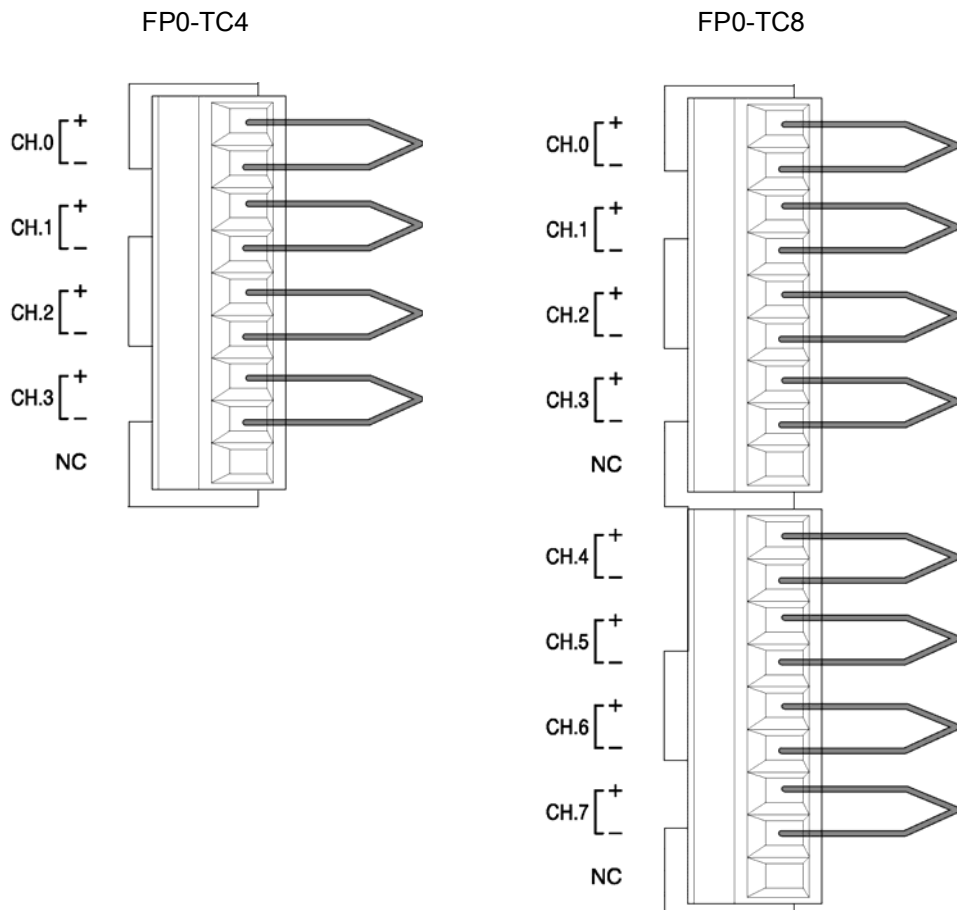 FP0-TC4
CH.0 + −
CH.1 + −
CH.2 + −
CH.3 + −
NC
FP0-TC8
CH.0 + −
CH.1 + −
CH.2 + −
CH.3 + −
NC
CH.4 + −
CH.5 + −
CH.6 + −
CH.7 + −
NC